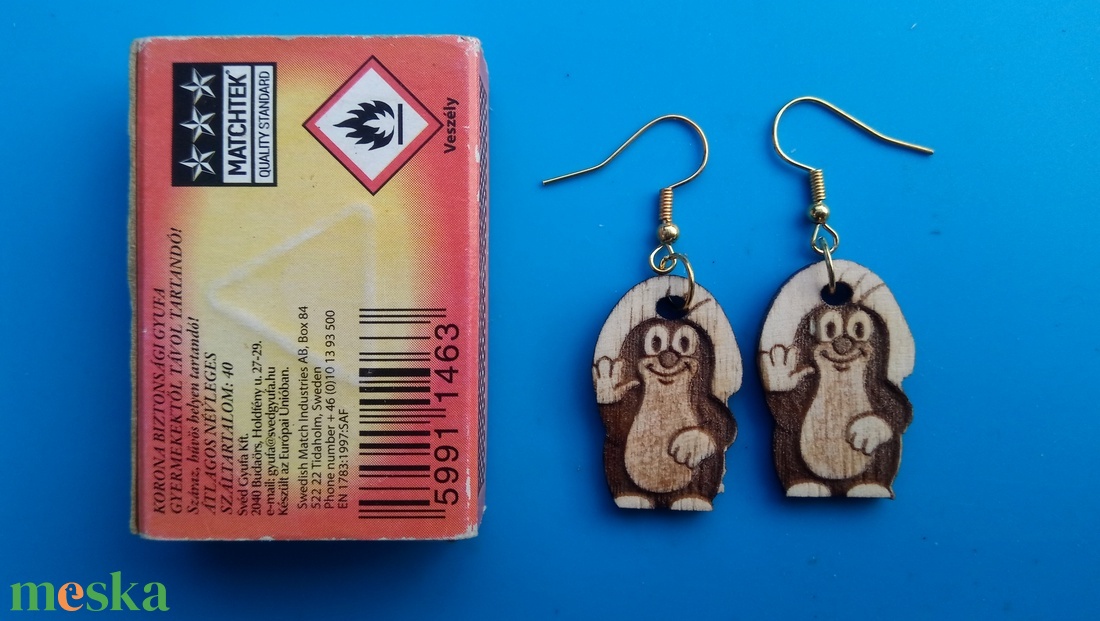 MATCHTEK
QUALITY STANDARD
Veszély
KORONA BIZTONSÁGI GYUFA
GYERMEKEKTŐL TÁVOL TARTANDÓ!
Száraz, hűvös helyen tartandó!
ÁTLAGOS NÉVLEGES
SZÁLTARTALOM: 40
Svéd Gyufa Kft.
2040 Budaörs, Holdfény u. 27-29.
e-mail: gyufa@svedgyufa.hu
Készült az Európai Unióban.
Swedish Match Industries AB, Box 84
522 22 Tidaholm, Sweden
Phone number + 46 (0)10 13 93 500
EN 1783:1997:SAF
5991 1463
meska